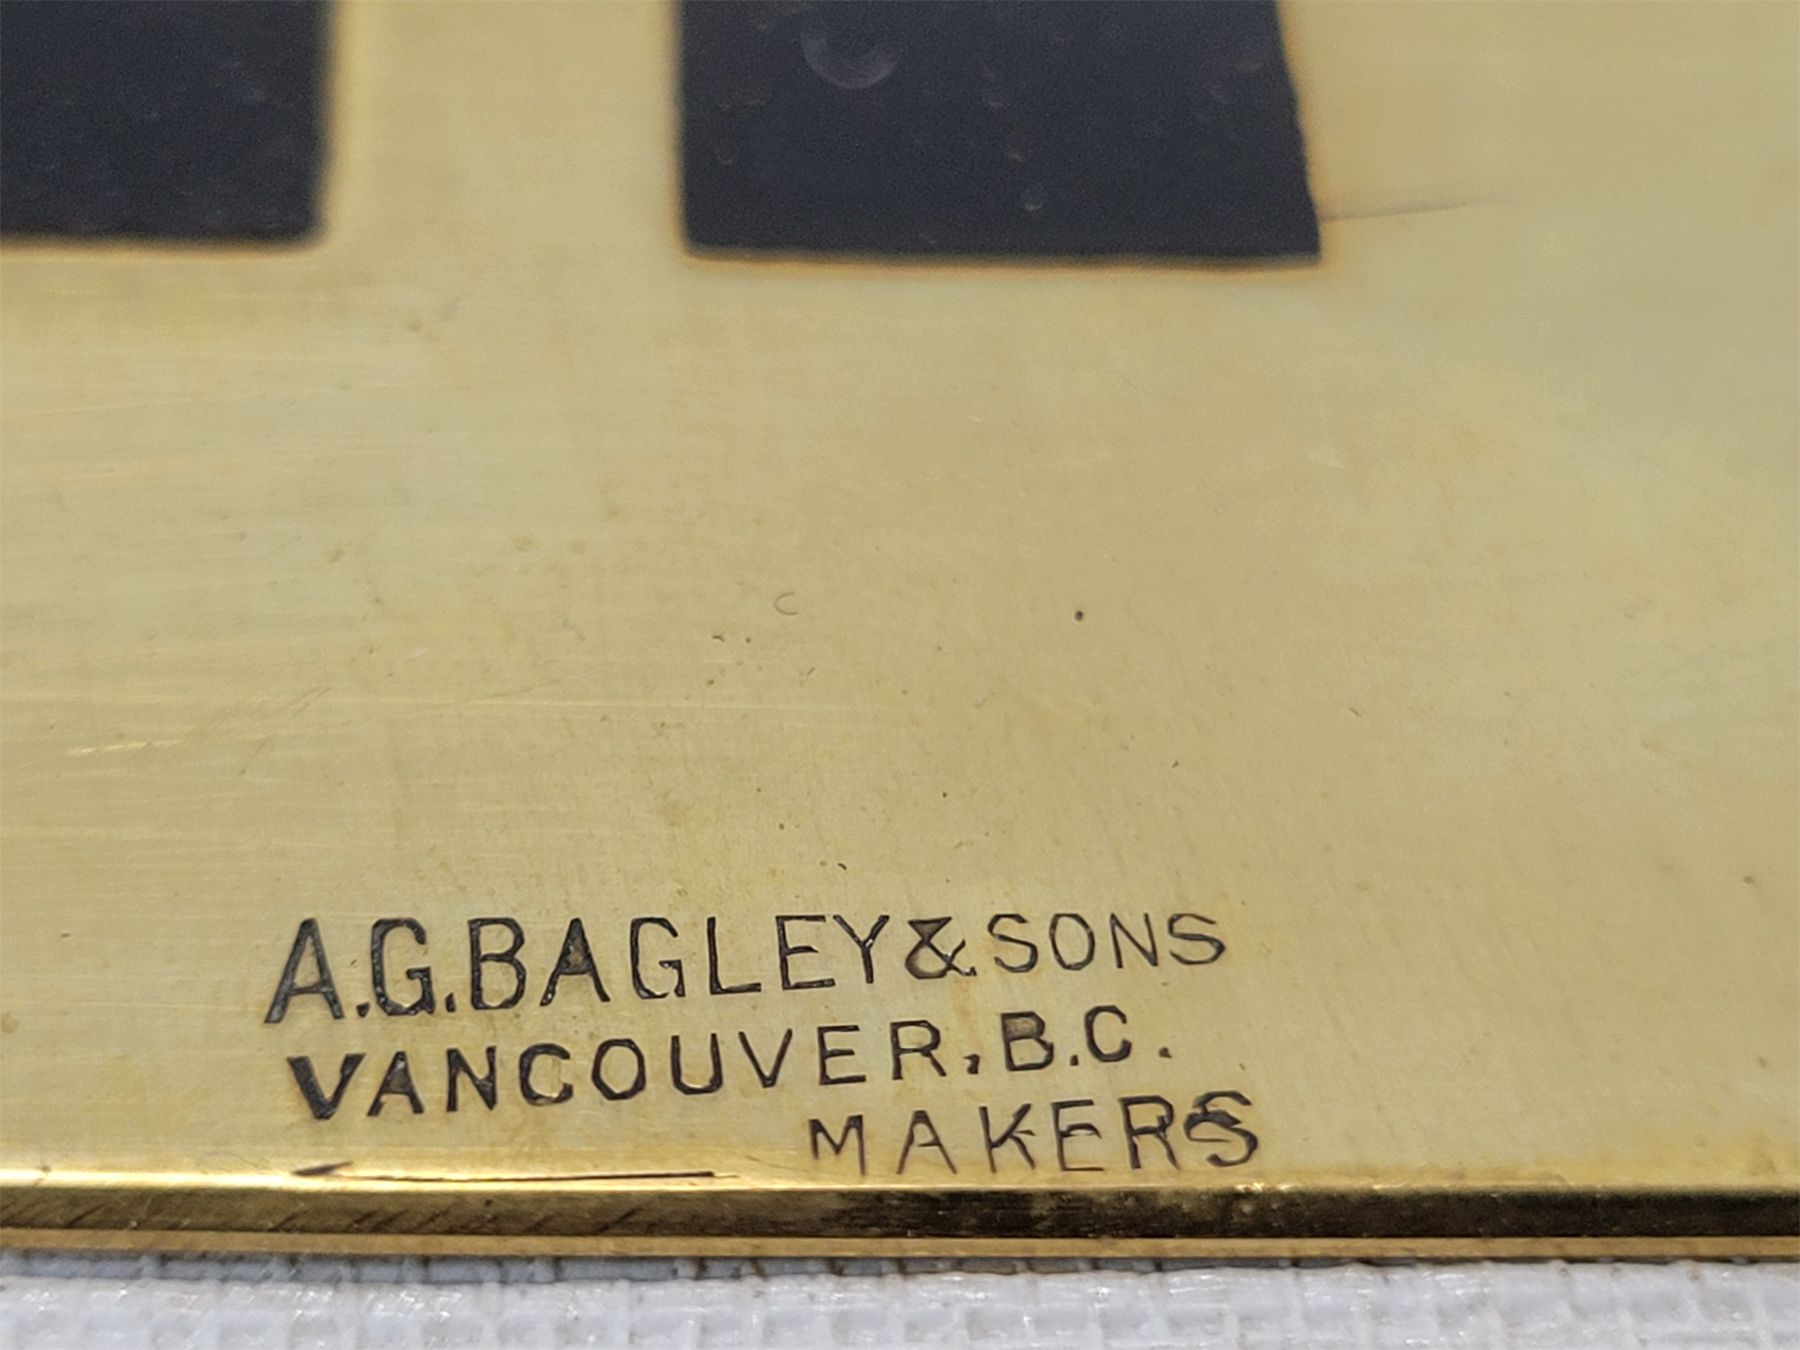 A.G.BAGLEY & SONS
VANCOUVER, B.C.
MAKERS